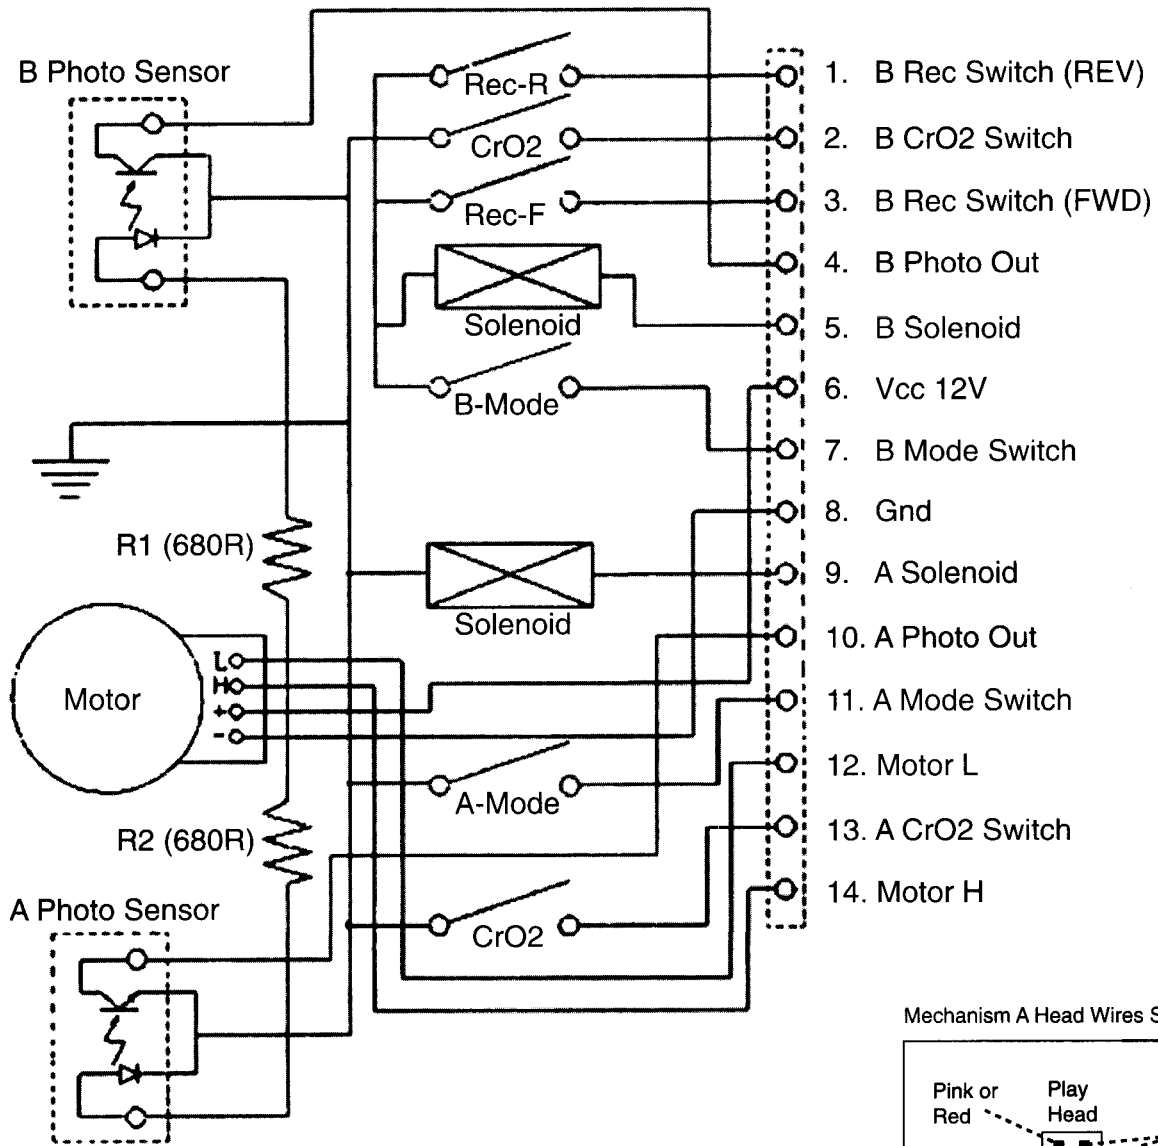 B Photo Sensor
Rec-R
CrO2
Rec-F
Solenoid
B-Mode
1. B Rec Switch (REV)
2. B CrO2 Switch
3. B Rec Switch (FWD)
4. B Photo Out
5. B Solenoid
6. Vcc 12V
7. B Mode Switch
8. Gnd
9. A Solenoid
10. A Photo Out
11. A Mode Switch
12. Motor L
13. A CrO2 Switch
14. Motor H
R1 (680R)
Solenoid
Motor
L
H
+
-
A-Mode
R2 (680R)
CrO2
A Photo Sensor
Mechanism A Head Wires S
Pink or
Red
Play
Head